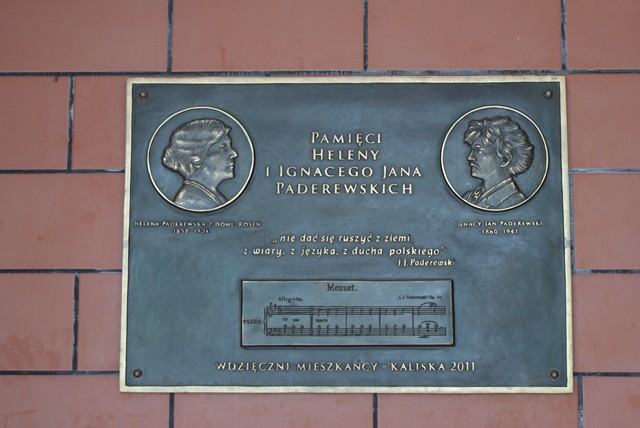 PAMIĘCI
HELENY
I IGNACEGO JANA
PADEREWSKICH
HELENA PADEREWSKA Z DOMU ROSEN
1856 1934
IGNACY JAN PADEREWSKI
1860 1941
„nie dać się ruszyć z ziemi,
z wiary, z języka, z ducha polskiego"
I.J. Paderewski
Menuet.
Allegretto.
PIANO.
WDZIĘCZNI MIESZKAŃCY - KALISKA 2011